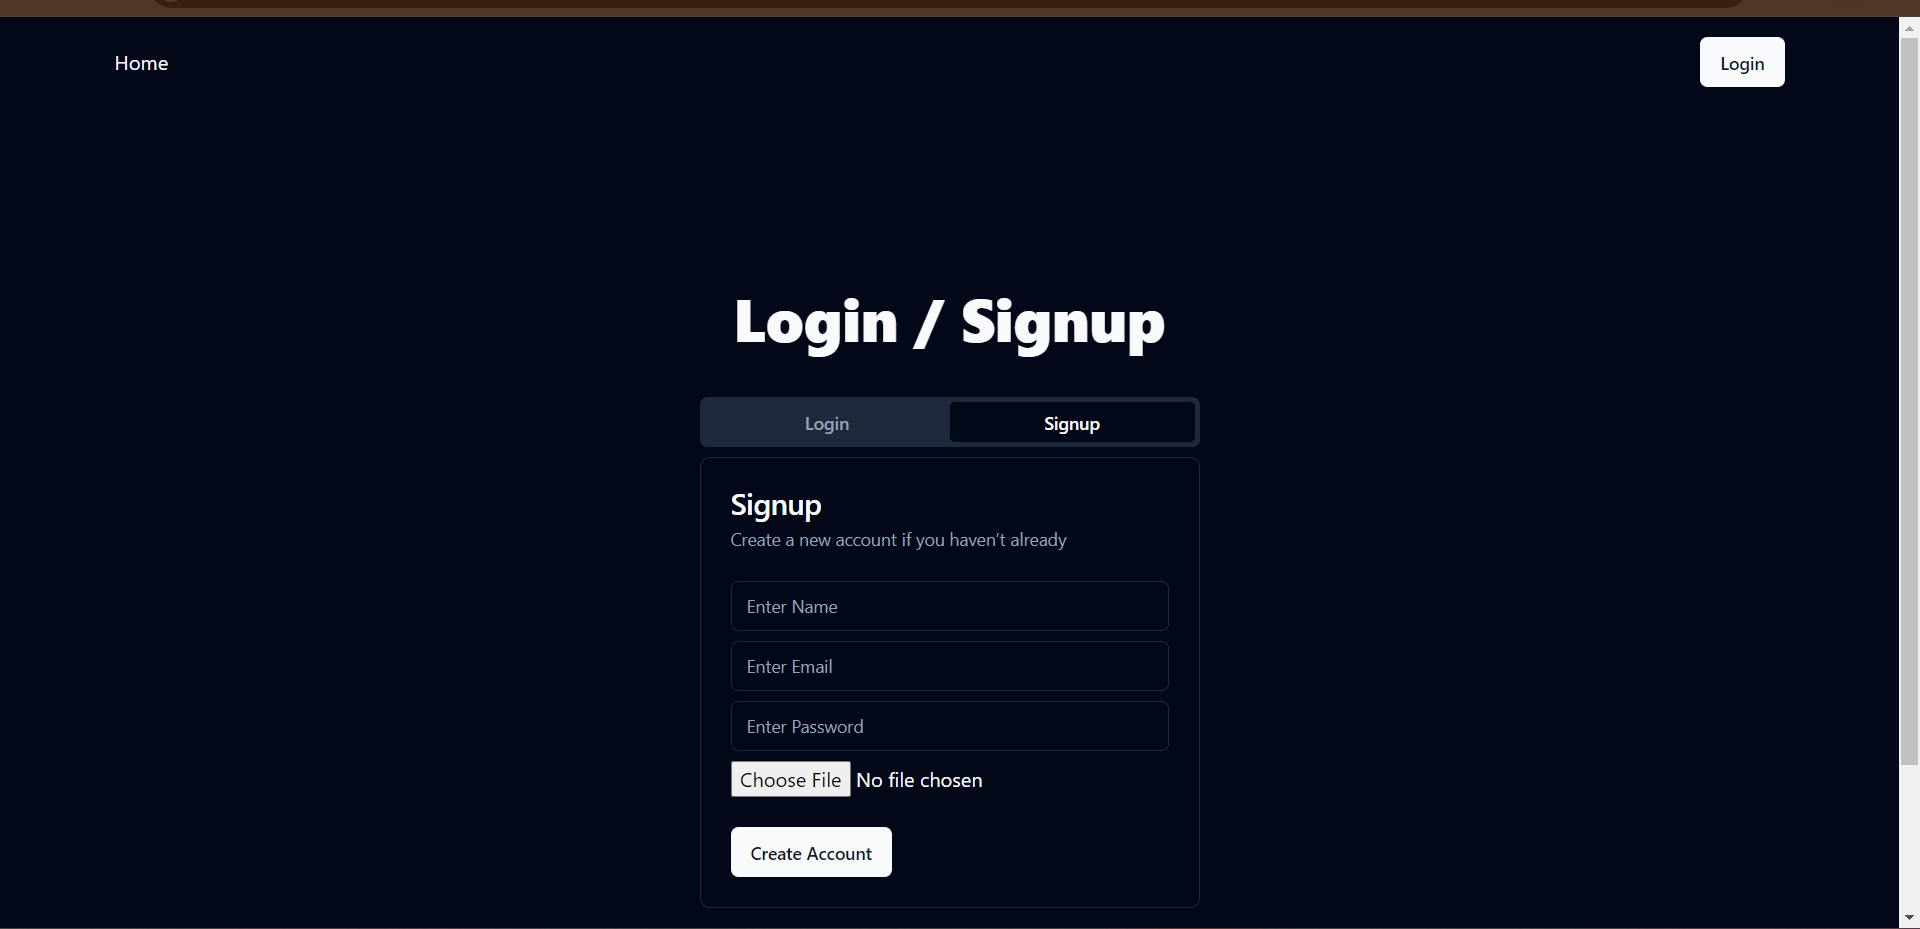 Home
Login
Login / Signup
Login
Signup
Signup
Create a new account if you haven’t already
Enter Name
Enter Email
Enter Password
Choose File No file chosen
Create Account